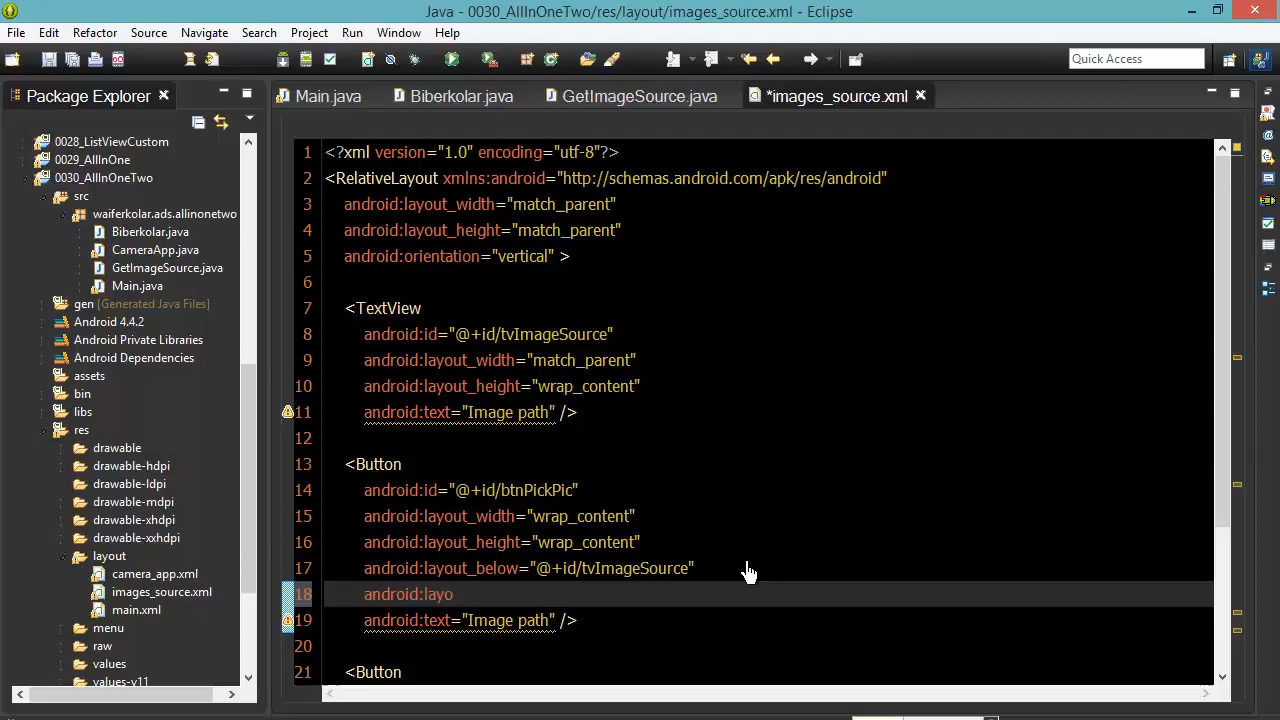 Java - 0030_AllInOneTwo/res/layout/images_source.xml - Eclipse
File Edit Refactor Source Navigate Search Project Run Window Help
Quick Access
Package Explorer
Main.java Biberkolar.java GetImageSource.java *images_source.xml
0028_ListViewCustom
0029_AllInOne
0030_AllInOneTwo
src
waiferkolar.ads.allinonetwo
Biberkolar.java
CameraApp.java
GetImageSource.java
Main.java
gen [Generated Java Files]
Android 4.4.2
Android Private Libraries
Android Dependencies
assets
bin
libs
res
drawable
drawable-hdpi
drawable-ldpi
drawable-mdpi
drawable-xhdpi
drawable-xxhdpi
layout
camera_app.xml
images_source.xml
main.xml
menu
raw
values
values-v11
1 <?xml version="1.0" encoding="utf-8"?>
2 <RelativeLayout xmlns:android="http://schemas.android.com/apk/res/android"
3 android:layout_width="match_parent"
4 android:layout_height="match_parent"
5 android:orientation="vertical" >
6
7 <TextView
8 android:id="@+id/tvImageSource"
9 android:layout_width="match_parent"
10 android:layout_height="wrap_content"
11 android:text="Image path" />
12
13 <Button
14 android:id="@+id/btnPickPic"
15 android:layout_width="wrap_content"
16 android:layout_height="wrap_content"
17 android:layout_below="@+id/tvImageSource"
18 android:layo
19 android:text="Image path" />
20
21 <Button